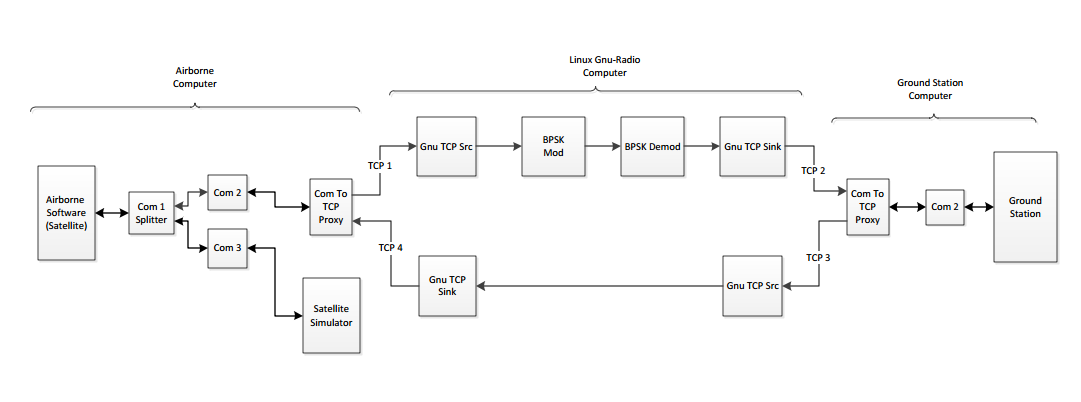 Airborne
Computer
Linux Gnu-Radio
Computer
Ground Station
Computer
Airborne
Software
(Satellite)
Com 1
Splitter
Com 2
Com 3
Satellite
Simulator
Com To
TCP
Proxy
TCP 1
TCP 4
Gnu TCP Src
BPSK
Mod
BPSK Demod
Gnu TCP Sink
Gnu TCP
Sink
Gnu TCP Src
TCP 2
TCP 3
Com To
TCP
Proxy
Com 2
Ground
Station